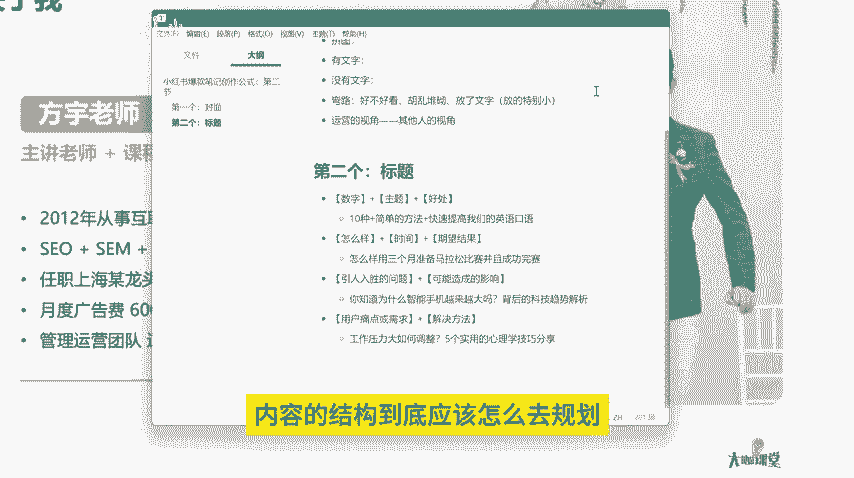 关于我
方宇老师
主讲老师 + 课程
2012年从事互联
SEO + SEM +
任职上海某龙头
月度广告费 600
管理运营团队
文件(F) 编辑(E) 段落(P) 格式(O) 视图(V) 主题(T) 帮助(H)
文件 大纲
小红书爆款笔记创作公式：第二节
第一个：封面
第二个：标题
有文字：
没有文字：
弯路：好不好看、胡乱堆砌、放了文字（放的特别小）
运营的视角——其他人的视角
第二个：标题
【数字】+【主题】+【好处】
10种+简单的方法+快速提高我们的英语口语
【怎么样】+【时间】+【期望结果】
怎么样用三个月准备马拉松比赛并且成功完赛
【引人入胜的问题】+【可能造成的影响】
你知道为什么智能手机越来越大吗？背后的科技趋势解析
【用户痛点或需求】+【解决方法】
工作压力大如何调整？5个实用的心理学技巧分享
内容的结构到底应该怎么去规划
大咖课堂